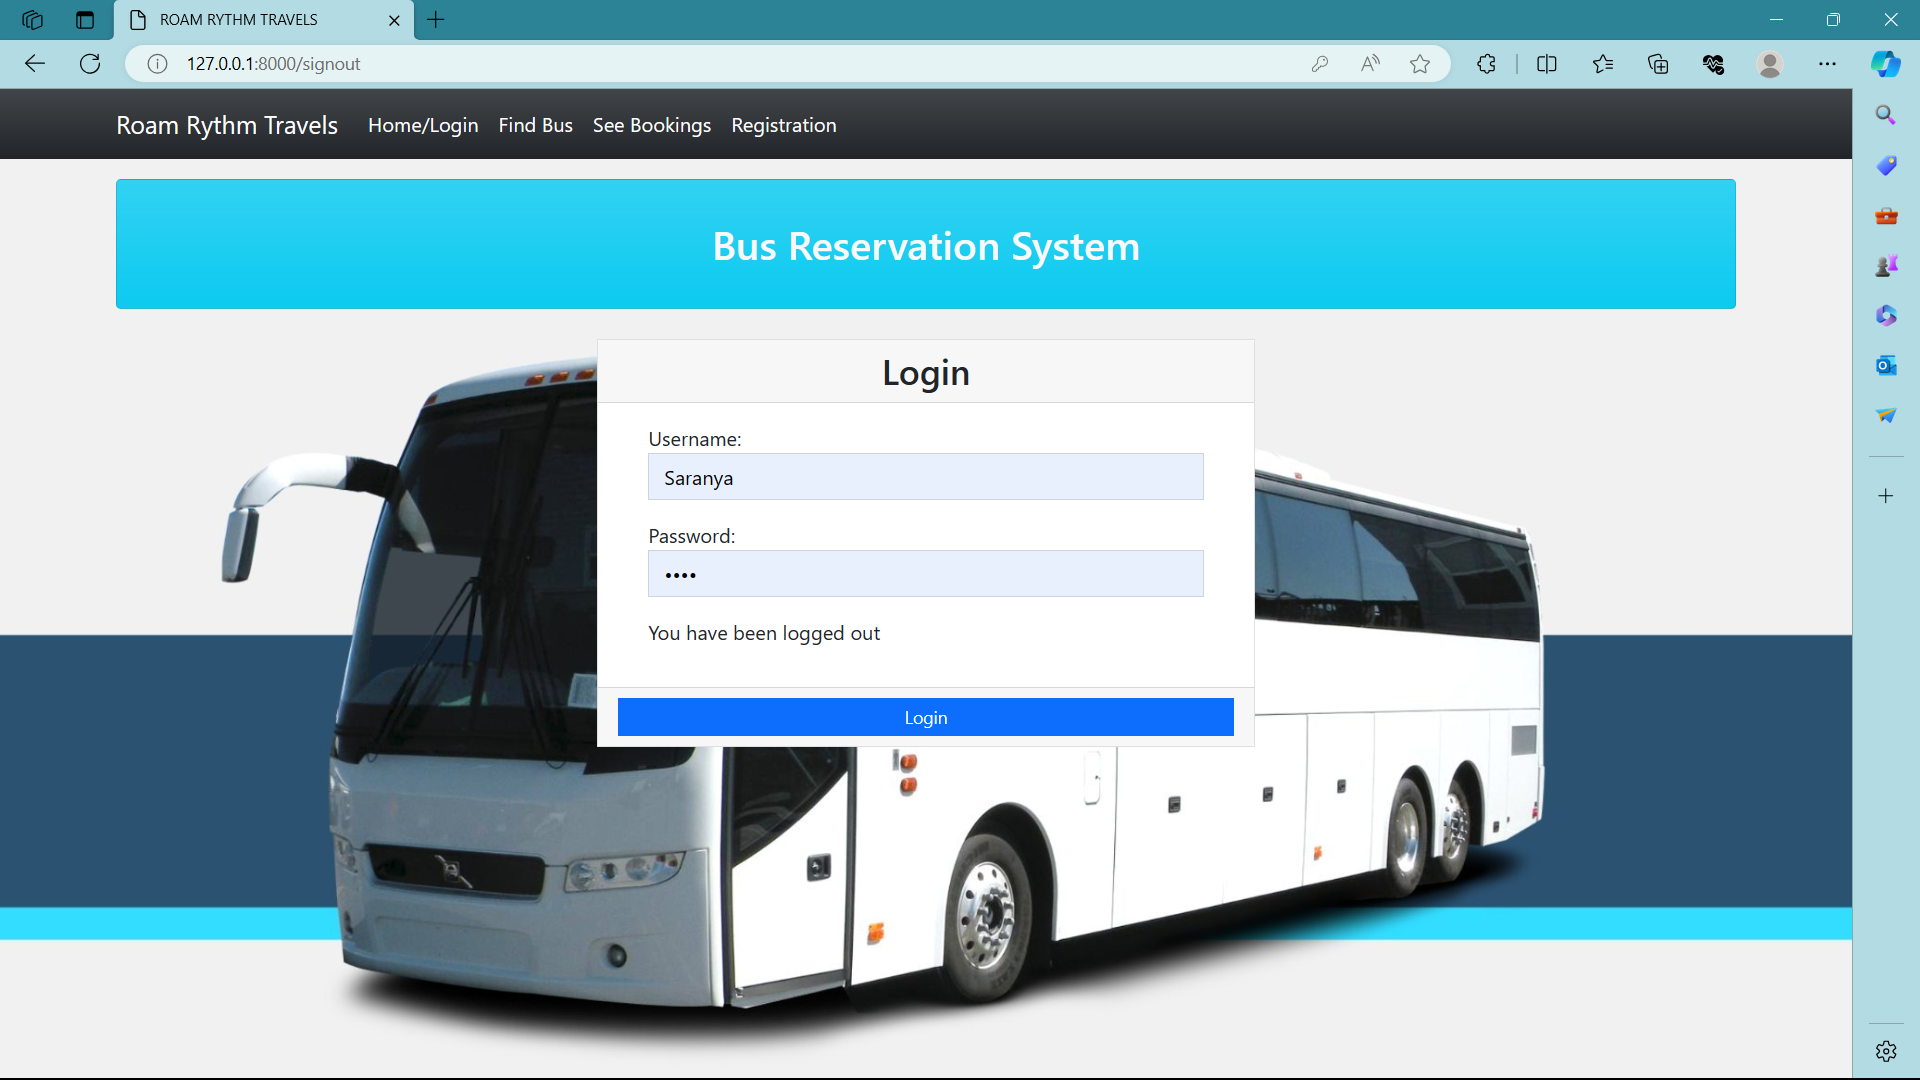 ROAM RYTHM TRAVELS
127.0.0.1:8000/signout
Roam Rythm Travels Home/Login Find Bus See Bookings Registration
Bus Reservation System
Login
Username:
Saranya
Password:
••••
You have been logged out
Login